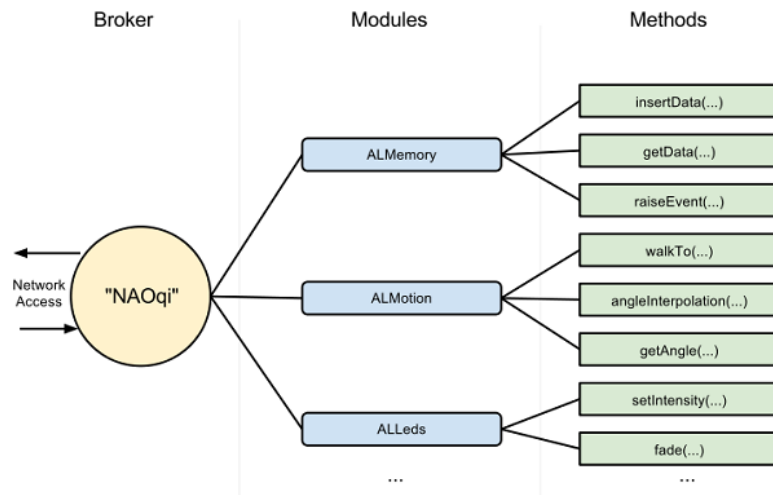 Broker
Modules
Methods
insertData(...)
ALMemory
getData(...)
raiseEvent(...)
walkTo(...)
Network
Access
"NAOqi"
ALMotion
angleInterpolation(...)
getAngle(...)
setIntensity(...)
ALLeds
fade(...)
...
...